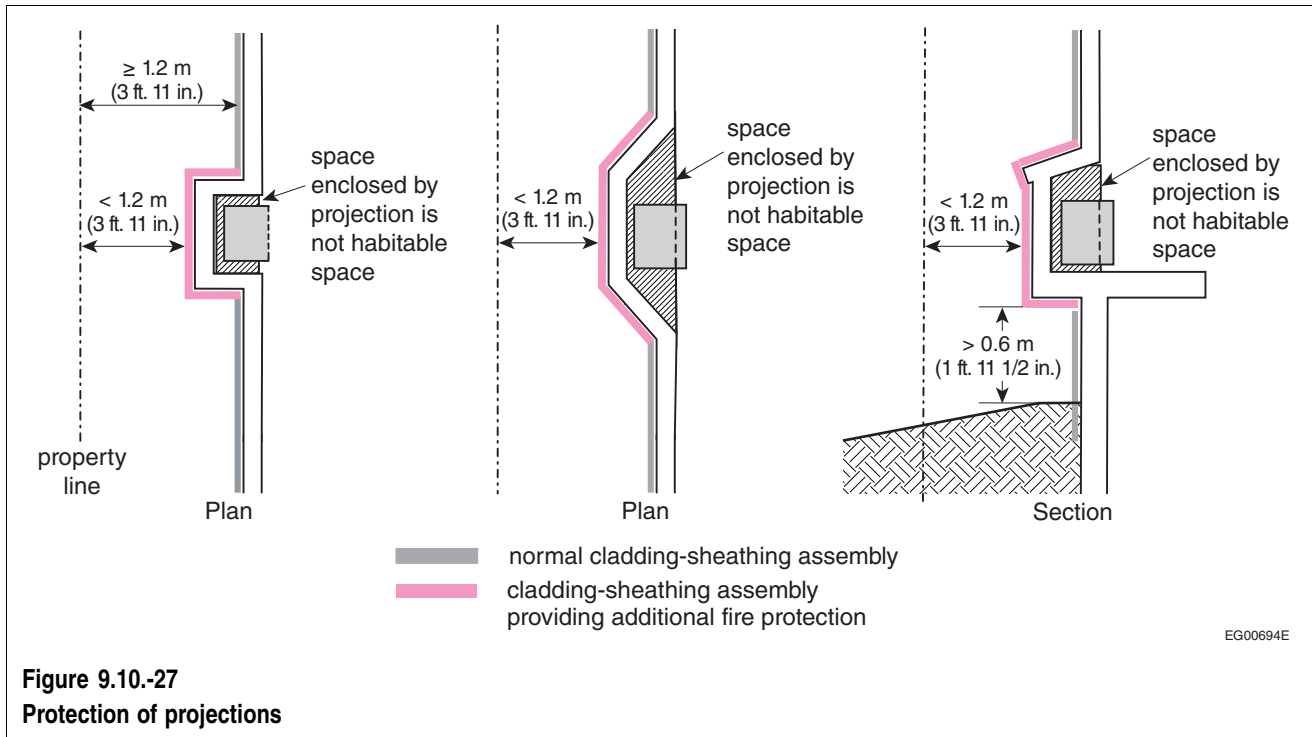 ≥ 1.2 m
(3 ft. 11 in.)
< 1.2 m
(3 ft. 11 in.)
space
enclosed by
projection is
not habitable
space
property
line
Plan
< 1.2 m
(3 ft. 11 in.)
space
enclosed by
projection is
not habitable
space
Plan
< 1.2 m
(3 ft. 11 in.)
space
enclosed by
projection is
not habitable
space
> 0.6 m
(1 ft. 11 1/2 in.)
Section
normal cladding-sheathing assembly
cladding-sheathing assembly
providing additional fire protection
EG00694E
Figure 9.10.-27
Protection of projections